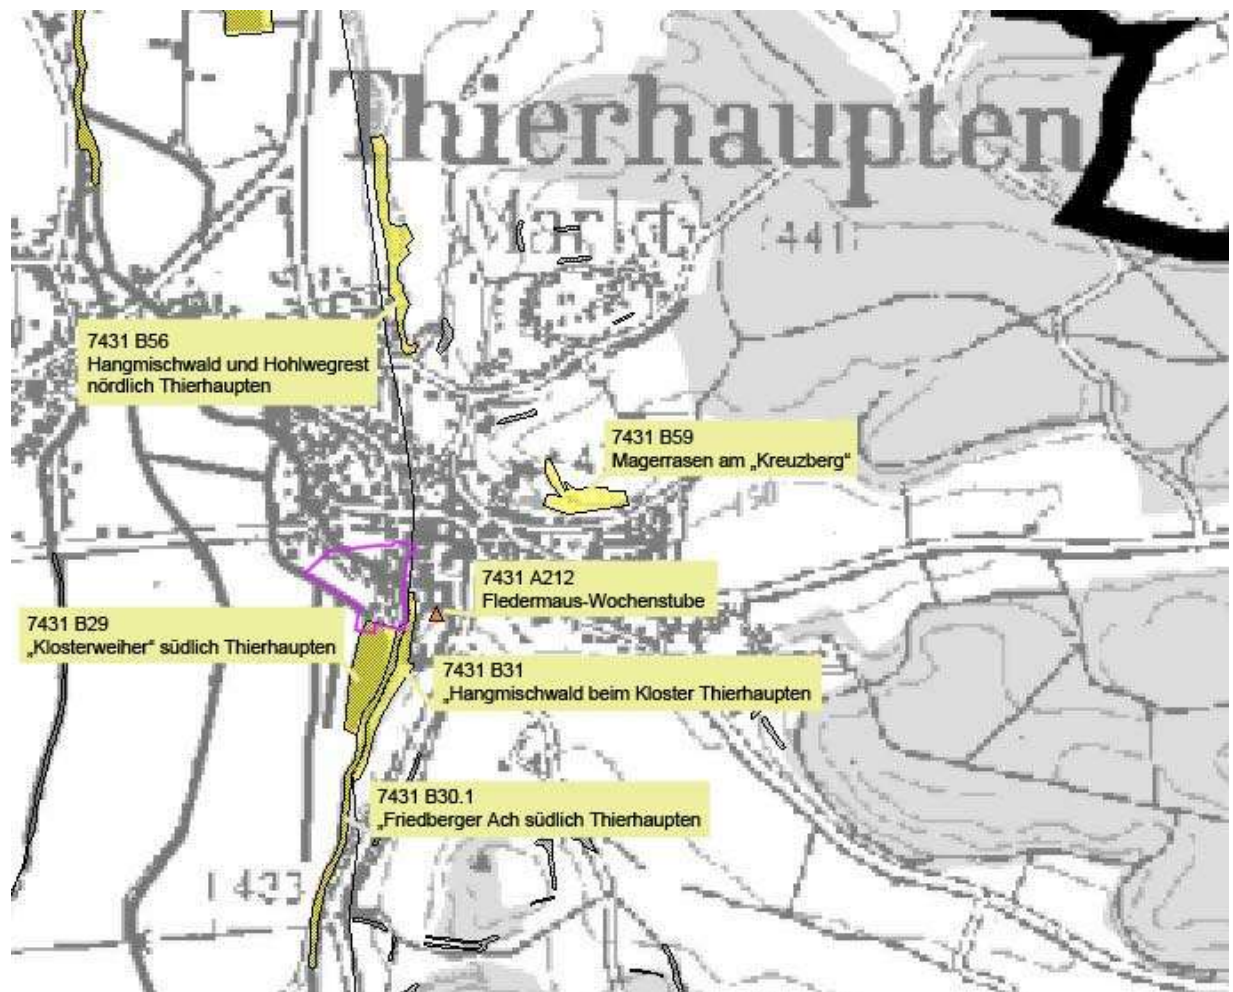 Thierhaupten
Markt
(441)
7431 B56
Hangmischwald und Hohlwegrest
nördlich Thierhaupten
7431 B59
Magerrasen am „Kreuzberg“
450
7431 A212
Fledermaus-Wochenstube
7431 B29
„Klosterweiher“ südlich Thierhaupten
7431 B31
„Hangmischwald beim Kloster Thierhaupten
7431 B30.1
„Friedberger Ach südlich Thierhaupten
433